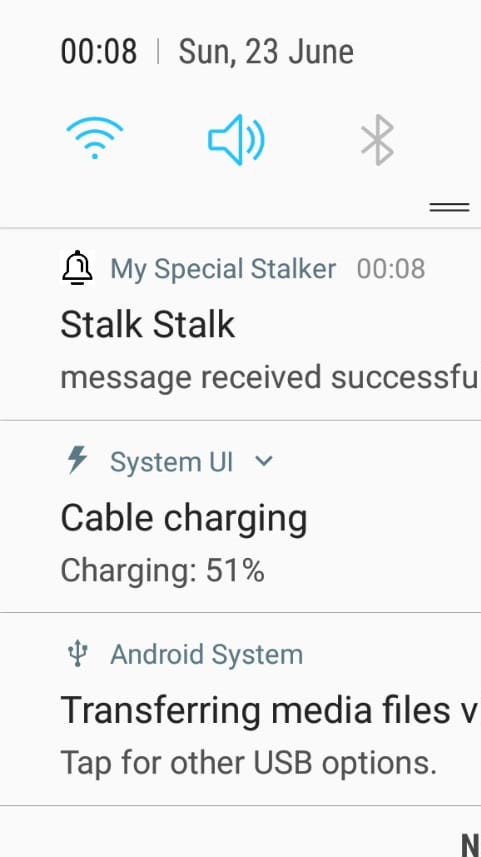 00:08 | Sun, 23 June
My Special Stalker 00:08
Stalk Stalk
message received successfu
System UI
Cable charging
Charging: 51%
Android System
Transferring media files v
Tap for other USB options.
N